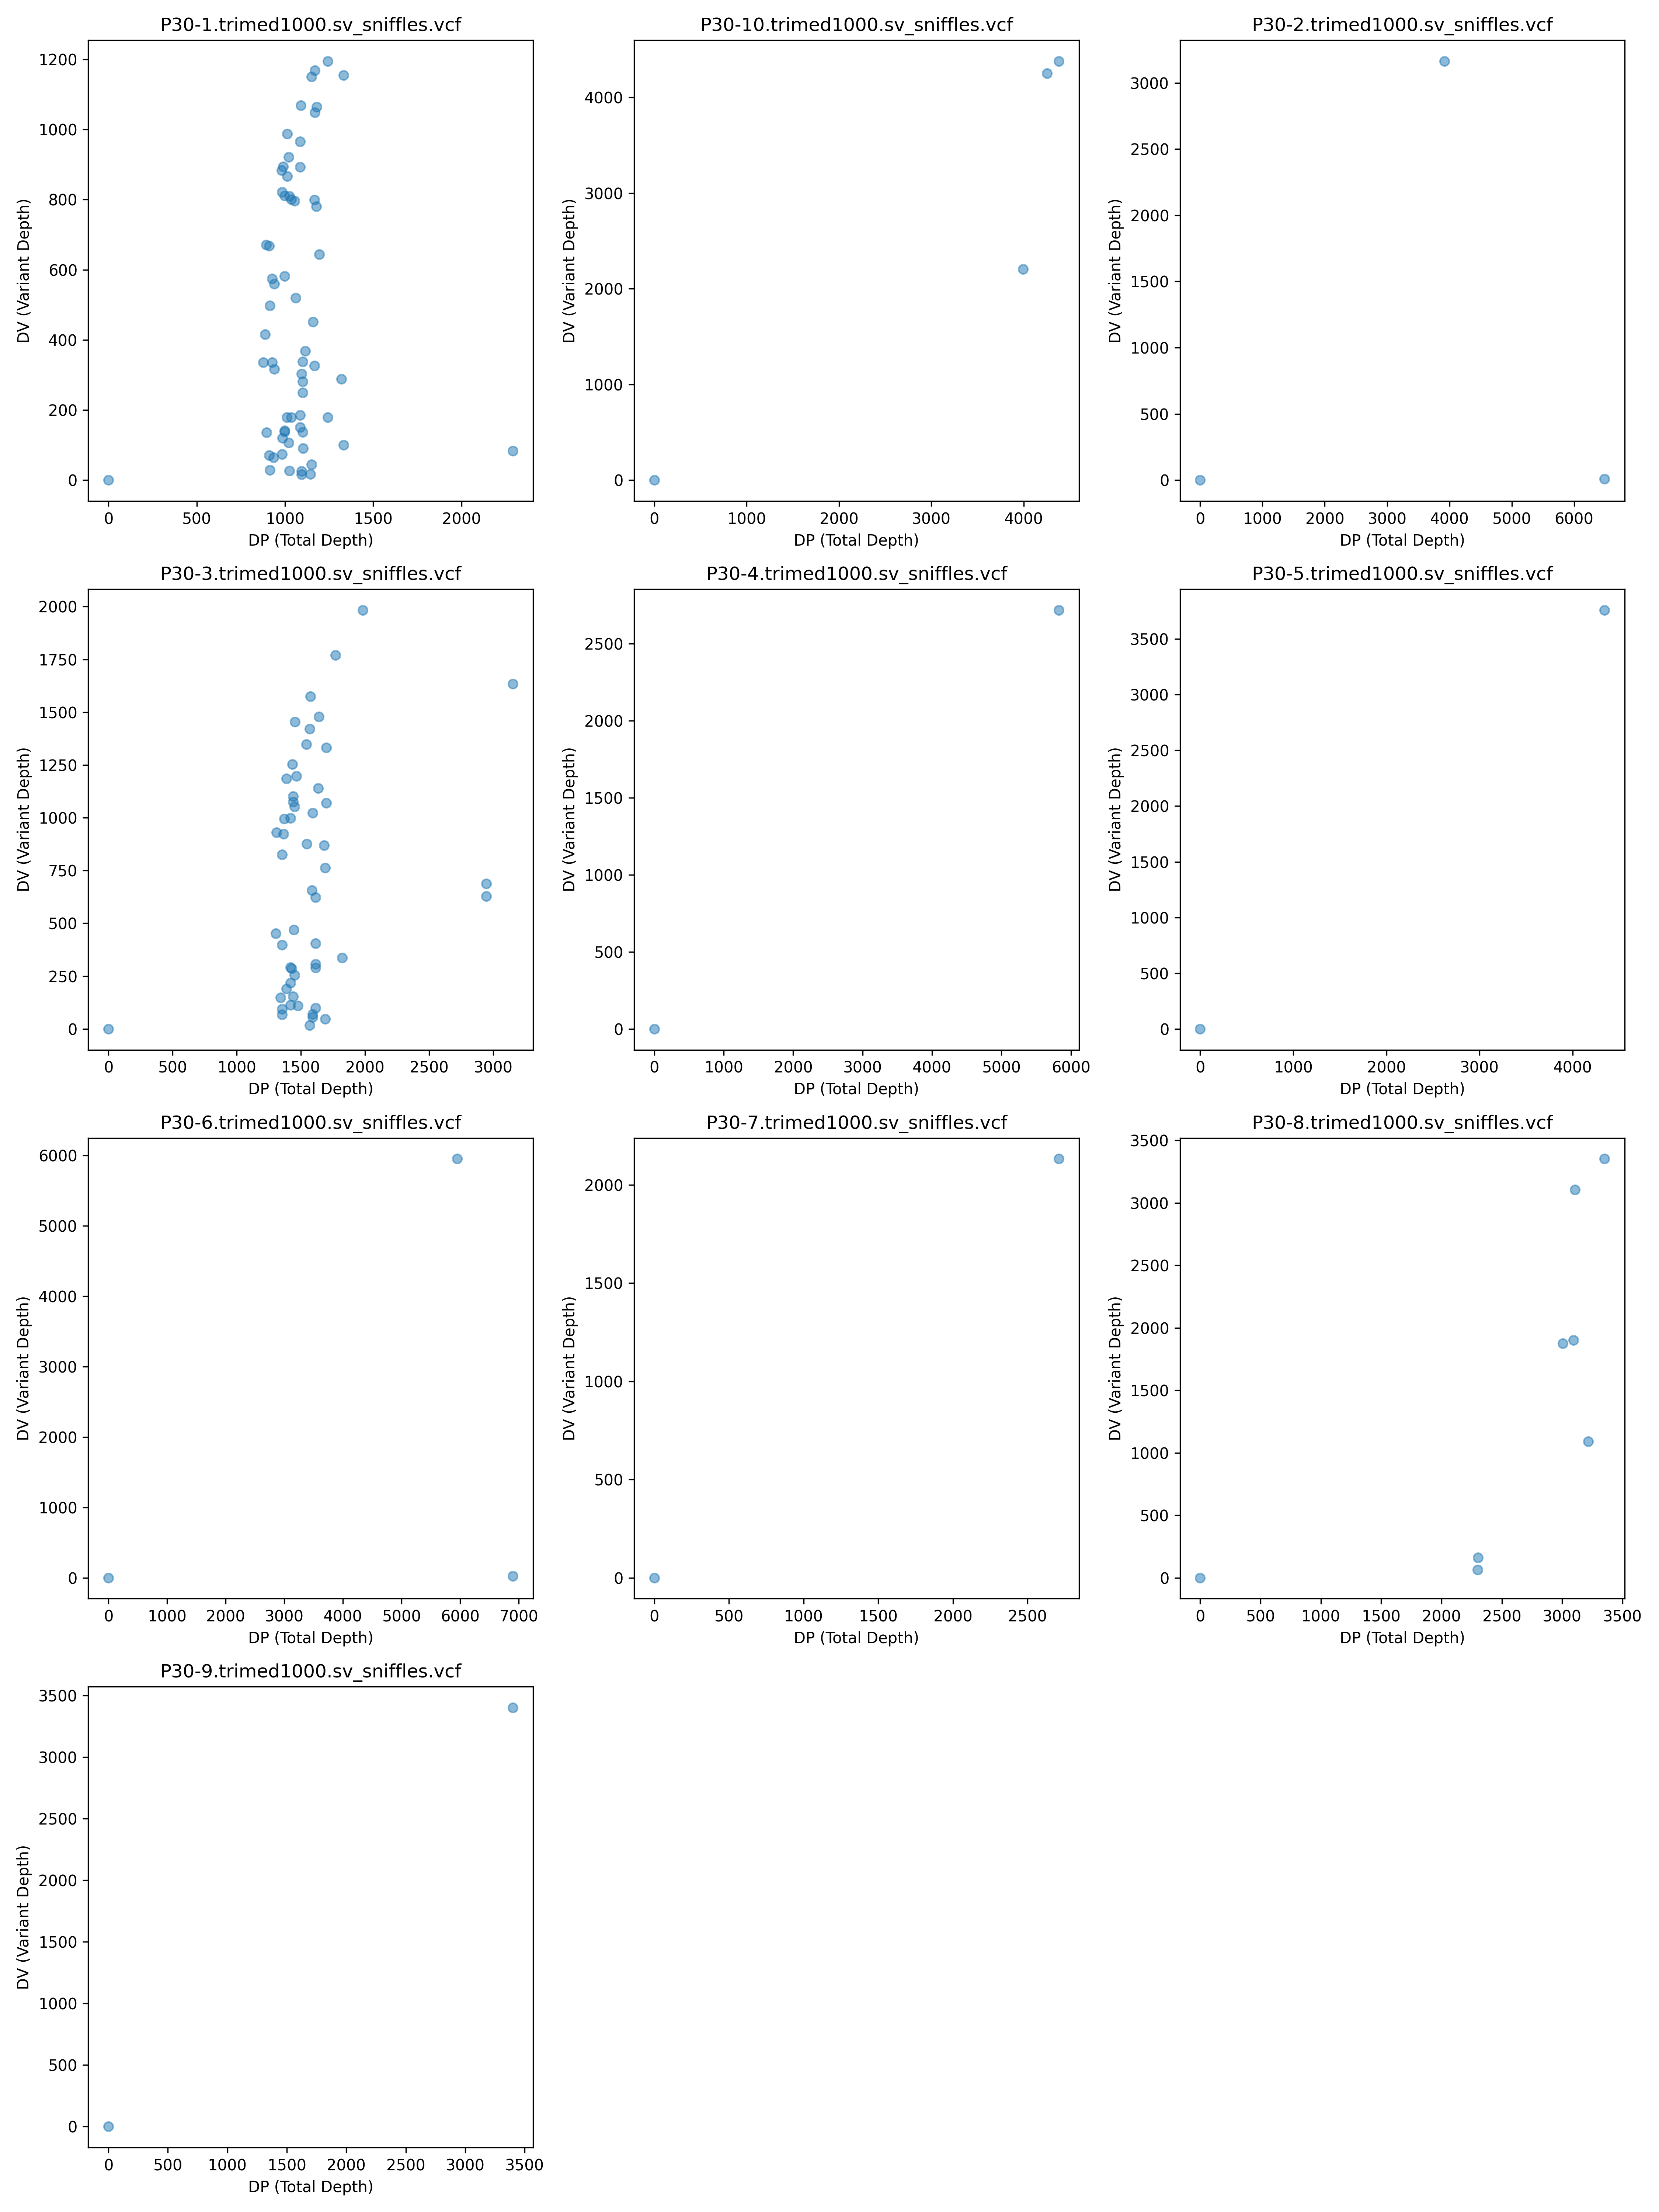 P30-1.trimed1000.sv_sniffles.vcf
1200
1000
800
600
400
200
0
DV (Variant Depth)
0 500 1000 1500 2000
DP (Total Depth)
P30-10.trimed1000.sv_sniffles.vcf
4000
3000
2000
1000
0
DV (Variant Depth)
0 1000 2000 3000 4000
DP (Total Depth)
P30-2.trimed1000.sv_sniffles.vcf
3000
2500
2000
1500
1000
500
0
DV (Variant Depth)
0 1000 2000 3000 4000 5000 6000
DP (Total Depth)
P30-3.trimed1000.sv_sniffles.vcf
2000
1750
1500
1250
1000
750
500
250
0
DV (Variant Depth)
0 500 1000 1500 2000 2500 3000
DP (Total Depth)
P30-4.trimed1000.sv_sniffles.vcf
2500
2000
1500
1000
500
0
DV (Variant Depth)
0 1000 2000 3000 4000 5000 6000
DP (Total Depth)
P30-5.trimed1000.sv_sniffles.vcf
3500
3000
2500
2000
1500
1000
500
0
DV (Variant Depth)
0 1000 2000 3000 4000
DP (Total Depth)
P30-6.trimed1000.sv_sniffles.vcf
6000
5000
4000
3000
2000
1000
0
DV (Variant Depth)
0 1000 2000 3000 4000 5000 6000 7000
DP (Total Depth)
P30-7.trimed1000.sv_sniffles.vcf
2000
1500
1000
500
0
DV (Variant Depth)
0 500 1000 1500 2000 2500
DP (Total Depth)
P30-8.trimed1000.sv_sniffles.vcf
3500
3000
2500
2000
1500
1000
500
0
DV (Variant Depth)
0 500 1000 1500 2000 2500 3000 3500
DP (Total Depth)
P30-9.trimed1000.sv_sniffles.vcf
3500
3000
2500
2000
1500
1000
500
0
DV (Variant Depth)
0 500 1000 1500 2000 2500 3000 3500
DP (Total Depth)